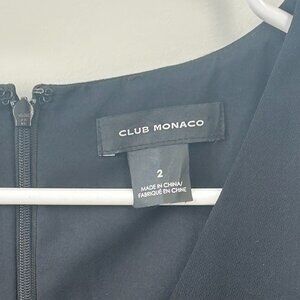 CLUB MONACO
2
MADE IN CHINA/
FABRIQUÉ EN CHINE